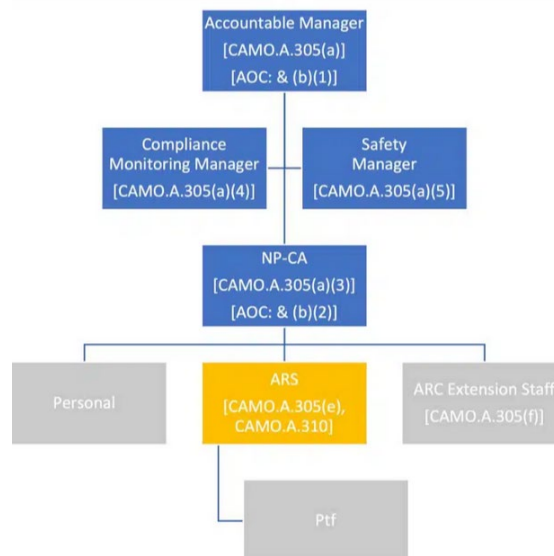 Accountable Manager
[CAMO.A.305(a)]
[AOC: & (b)(1)]
Compliance
Monitoring Manager
[CAMO.A.305(a)(4)]
Safety
Manager
[CAMO.A.305(a)(5)]
NP-CA
[CAMO.A.305(a)(3)]
[AOC: & (b)(2)]
Personal
ARS
[CAMO.A.305(e),
CAMO.A.310]
ARC Extension Staff
[CAMO.A.305(f)]
Ptf